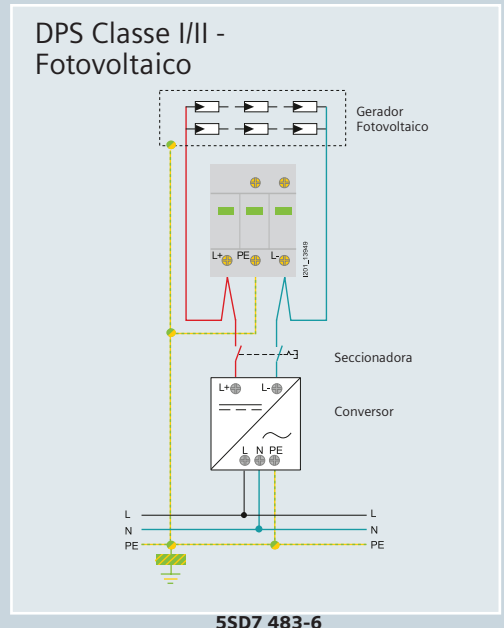 DPS Classe I/II -
Fotovoltaico
Gerador
Fotovoltaico
L+ PE L-
I201_13949
Seccionadora
L+ L-
Conversor
L N PE
L L
N N
PE PE
5SD7 483-6